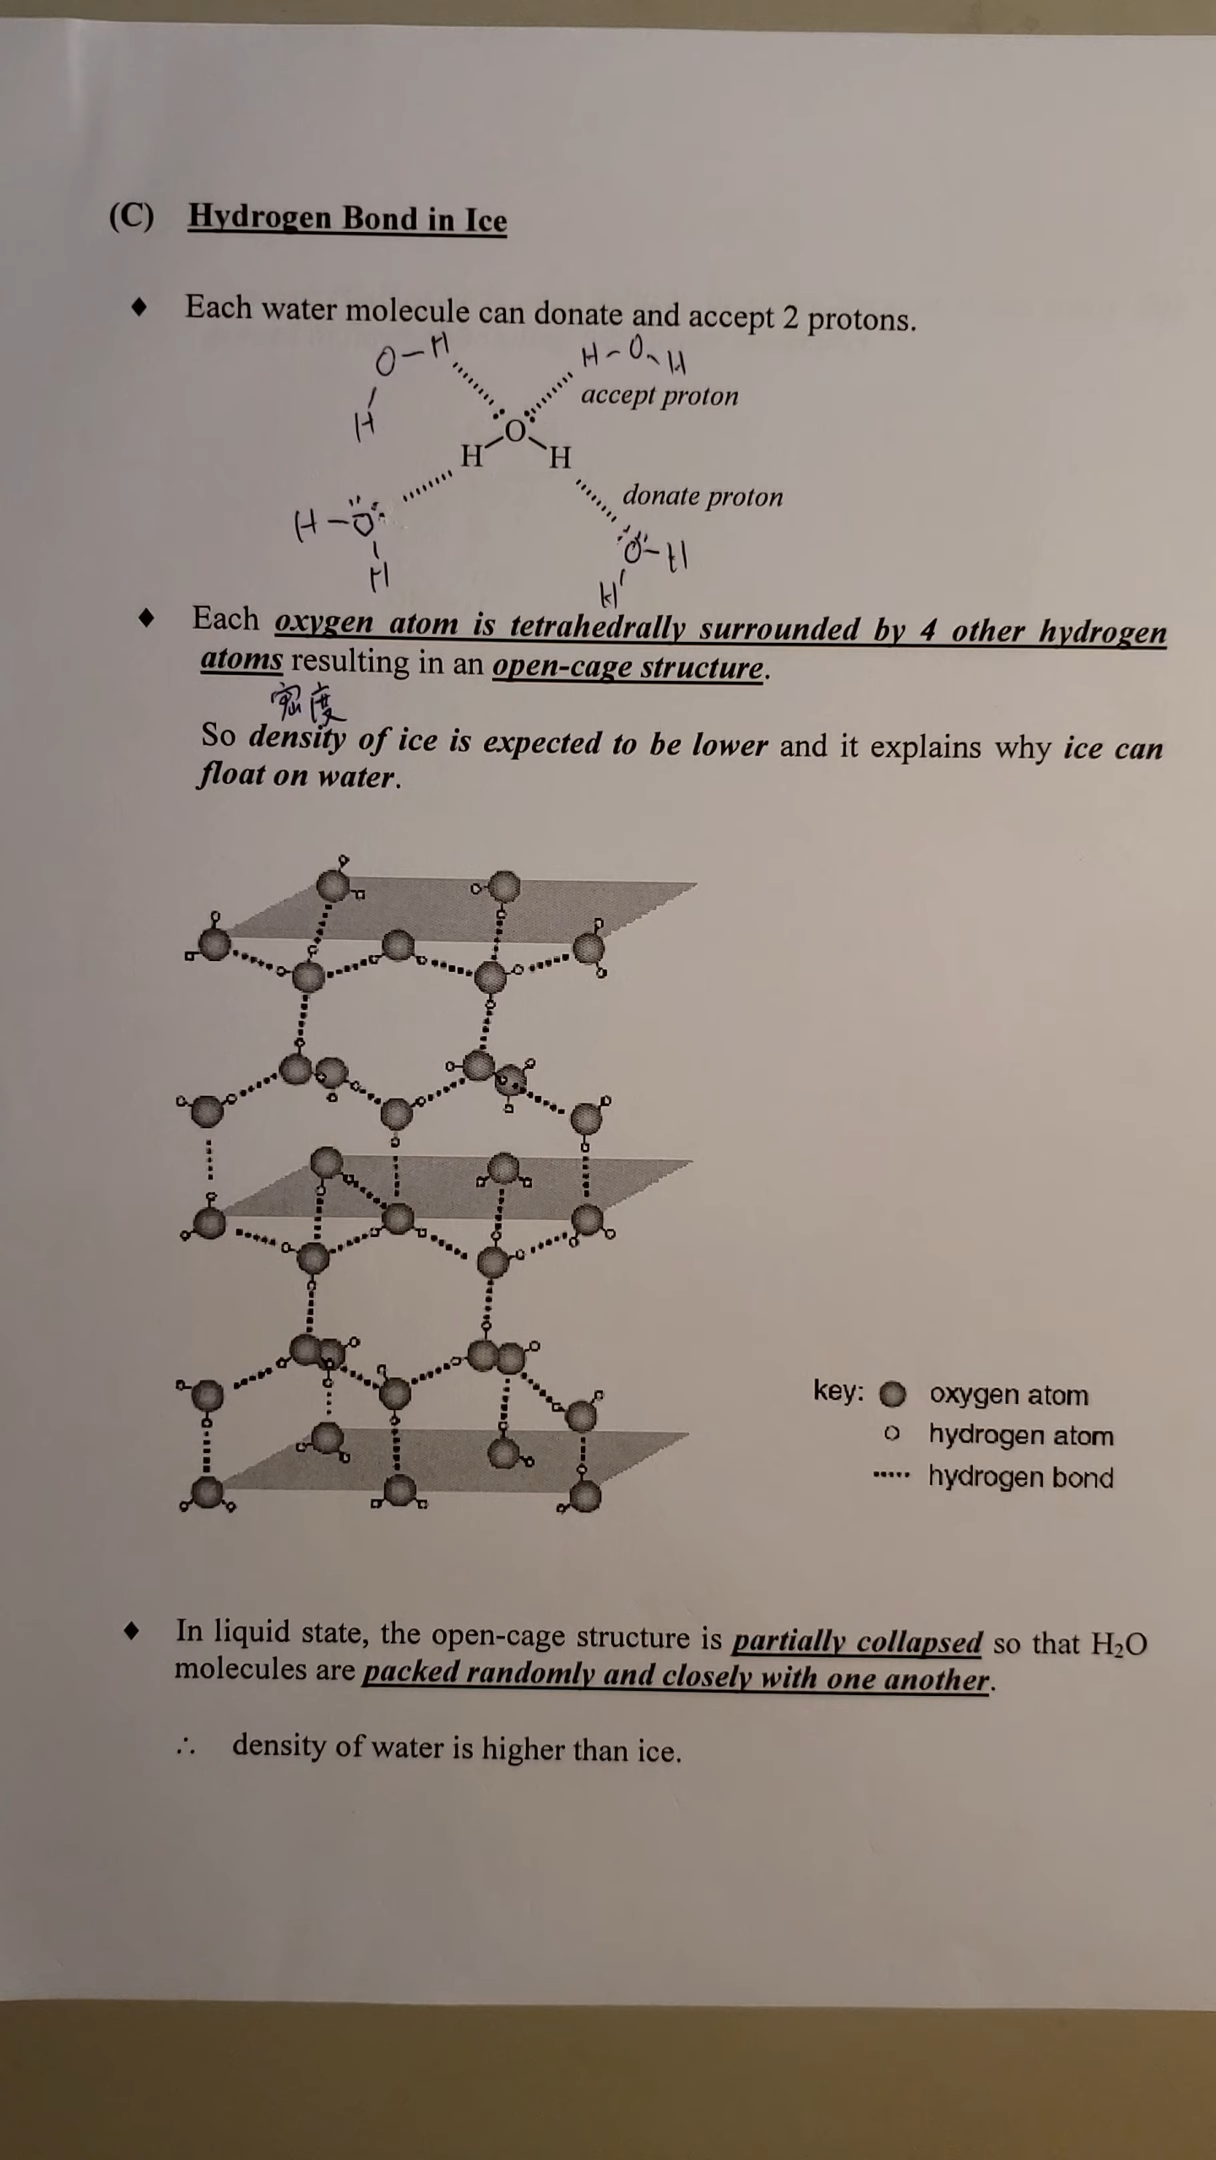 (C) Hydrogen Bond in Ice
♦ Each water molecule can donate and accept 2 protons.
O–H
H–O–H
H
accept proton
O
H H
donate proton
H–O
H
O–H
H
♦ Each oxygen atom is tetrahedrally surrounded by 4 other hydrogen
atoms resulting in an open-cage structure.
密度
So density of ice is expected to be lower and it explains why ice can
float on water.
key: oxygen atom
hydrogen atom
hydrogen bond
♦ In liquid state, the open-cage structure is partially collapsed so that H₂O
molecules are packed randomly and closely with one another.
∴ density of water is higher than ice.